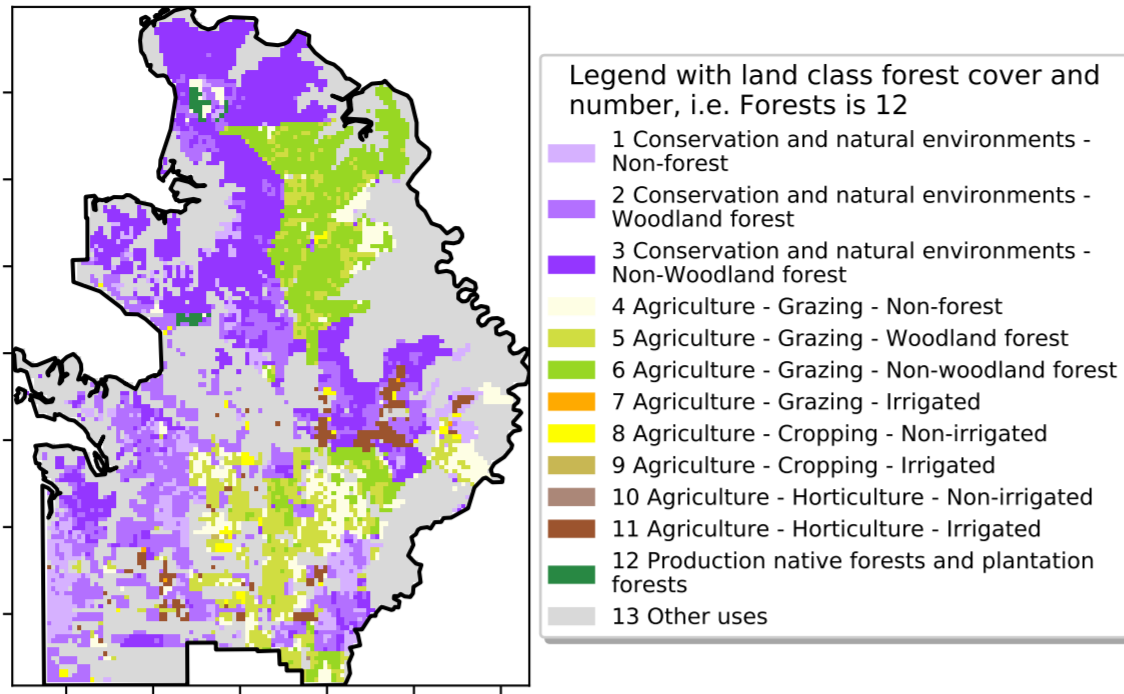 Legend with land class forest cover and
number, i.e. Forests is 12
1 Conservation and natural environments -
Non-forest
2 Conservation and natural environments -
Woodland forest
3 Conservation and natural environments -
Non-Woodland forest
4 Agriculture - Grazing - Non-forest
5 Agriculture - Grazing - Woodland forest
6 Agriculture - Grazing - Non-woodland forest
7 Agriculture - Grazing - Irrigated
8 Agriculture - Cropping - Non-irrigated
9 Agriculture - Cropping - Irrigated
10 Agriculture - Horticulture - Non-irrigated
11 Agriculture - Horticulture - Irrigated
12 Production native forests and plantation
forests
13 Other uses